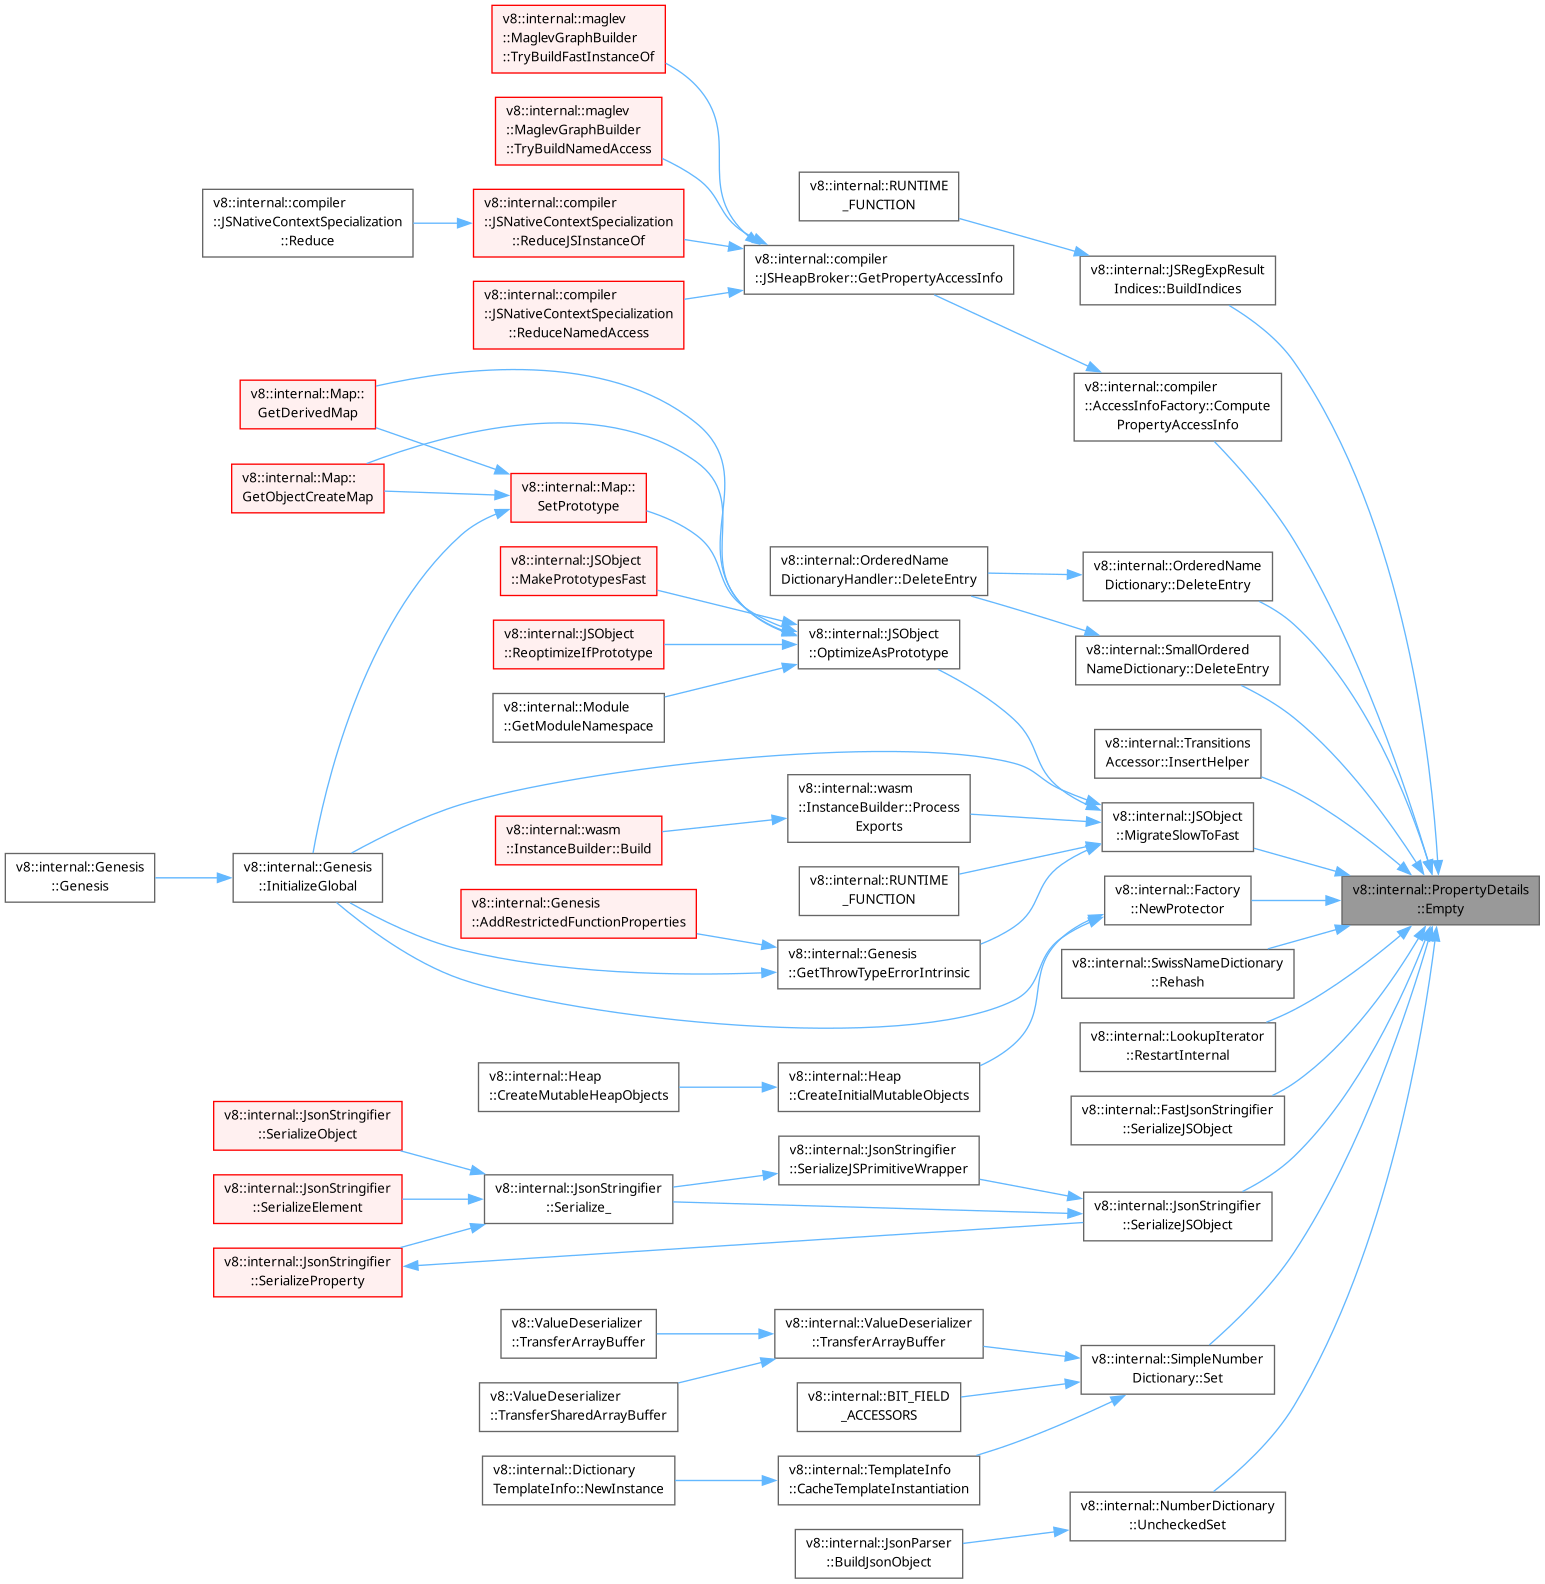 v8::internal::maglev
::MaglevGraphBuilder
::TryBuildFastInstanceOf
v8::internal::maglev
::MaglevGraphBuilder
::TryBuildNamedAccess
v8::internal::RUNTIME
_FUNCTION
v8::internal::compiler
::JSNativeContextSpecialization
::Reduce
v8::internal::compiler
::JSNativeContextSpecialization
::ReduceJSInstanceOf
v8::internal::compiler
::JSHeapBroker::GetPropertyAccessInfo
v8::internal::JSRegExpResult
Indices::BuildIndices
v8::internal::compiler
::JSNativeContextSpecialization
::ReduceNamedAccess
v8::internal::Map::
GetDerivedMap
v8::internal::compiler
::AccessInfoFactory::Compute
PropertyAccessInfo
v8::internal::Map::
GetObjectCreateMap
v8::internal::Map::
SetPrototype
v8::internal::JSObject
::MakePrototypesFast
v8::internal::OrderedName
DictionaryHandler::DeleteEntry
v8::internal::OrderedName
Dictionary::DeleteEntry
v8::internal::JSObject
::ReoptimizeIfPrototype
v8::internal::JSObject
::OptimizeAsPrototype
v8::internal::SmallOrdered
NameDictionary::DeleteEntry
v8::internal::Module
::GetModuleNamespace
v8::internal::Transitions
Accessor::InsertHelper
v8::internal::wasm
::InstanceBuilder::Process
Exports
v8::internal::JSObject
::MigrateSlowToFast
v8::internal::wasm
::InstanceBuilder::Build
v8::internal::Genesis
::Genesis
v8::internal::Genesis
::InitializeGlobal
v8::internal::RUNTIME
_FUNCTION
v8::internal::Factory
::NewProtector
v8::internal::PropertyDetails
::Empty
v8::internal::Genesis
::AddRestrictedFunctionProperties
v8::internal::Genesis
::GetThrowTypeErrorIntrinsic
v8::internal::SwissNameDictionary
::Rehash
v8::internal::LookupIterator
::RestartInternal
v8::internal::Heap
::CreateMutableHeapObjects
v8::internal::Heap
::CreateInitialMutableObjects
v8::internal::FastJsonStringifier
::SerializeJSObject
v8::internal::JsonStringifier
::SerializeObject
v8::internal::JsonStringifier
::SerializeJSPrimitiveWrapper
v8::internal::JsonStringifier
::SerializeElement
v8::internal::JsonStringifier
::Serialize_
v8::internal::JsonStringifier
::SerializeJSObject
v8::internal::JsonStringifier
::SerializeProperty
v8::ValueDeserializer
::TransferArrayBuffer
v8::internal::ValueDeserializer
::TransferArrayBuffer
v8::internal::SimpleNumber
Dictionary::Set
v8::ValueDeserializer
::TransferSharedArrayBuffer
v8::internal::BIT_FIELD
_ACCESSORS
v8::internal::Dictionary
TemplateInfo::NewInstance
v8::internal::TemplateInfo
::CacheTemplateInstantiation
v8::internal::NumberDictionary
::UncheckedSet
v8::internal::JsonParser
::BuildJsonObject